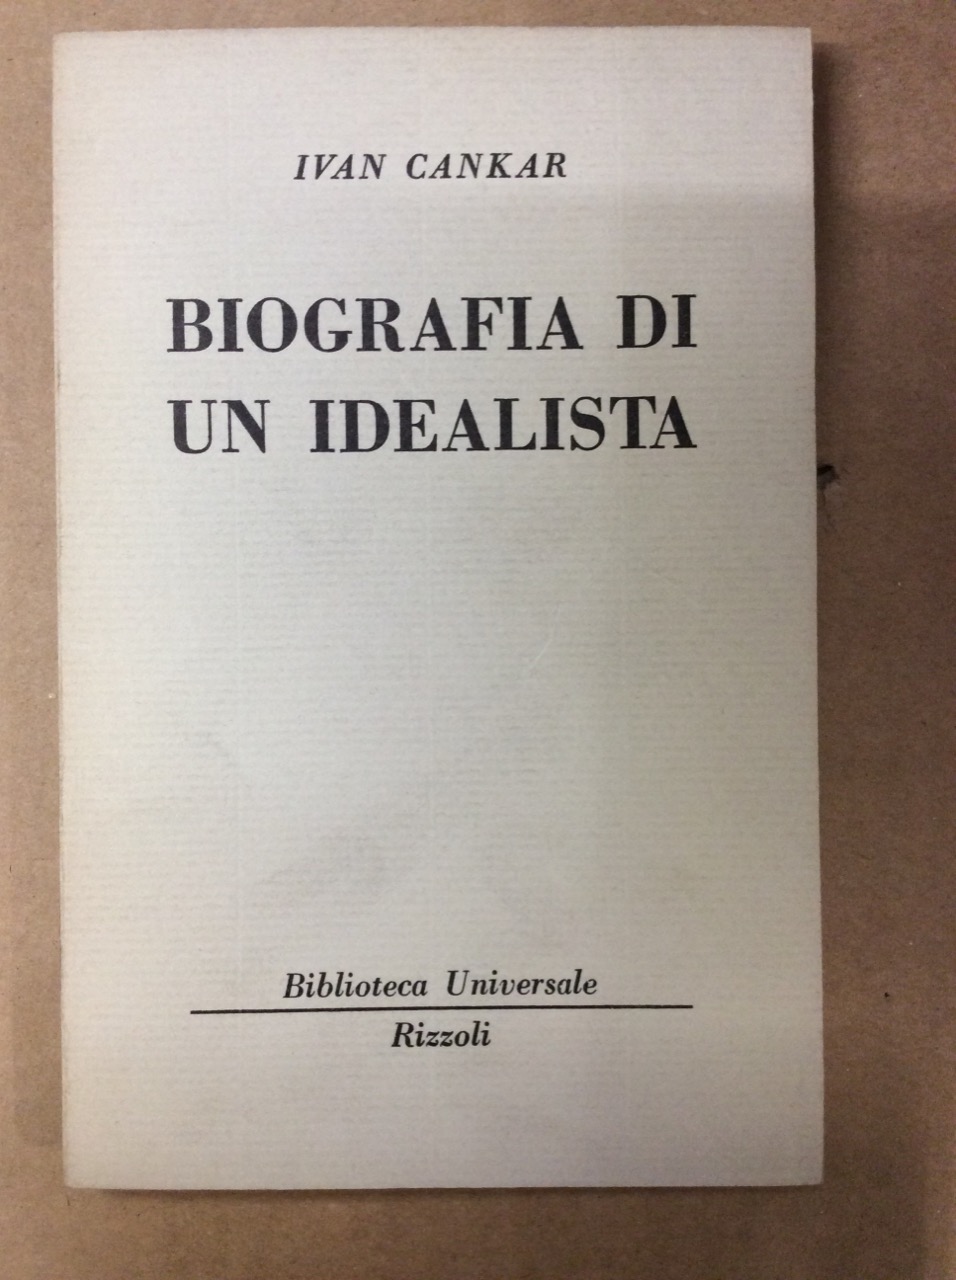 IVAN CANKAR
BIOGRAFIA DI
UN IDEALISTA
Biblioteca Universale
Rizzoli